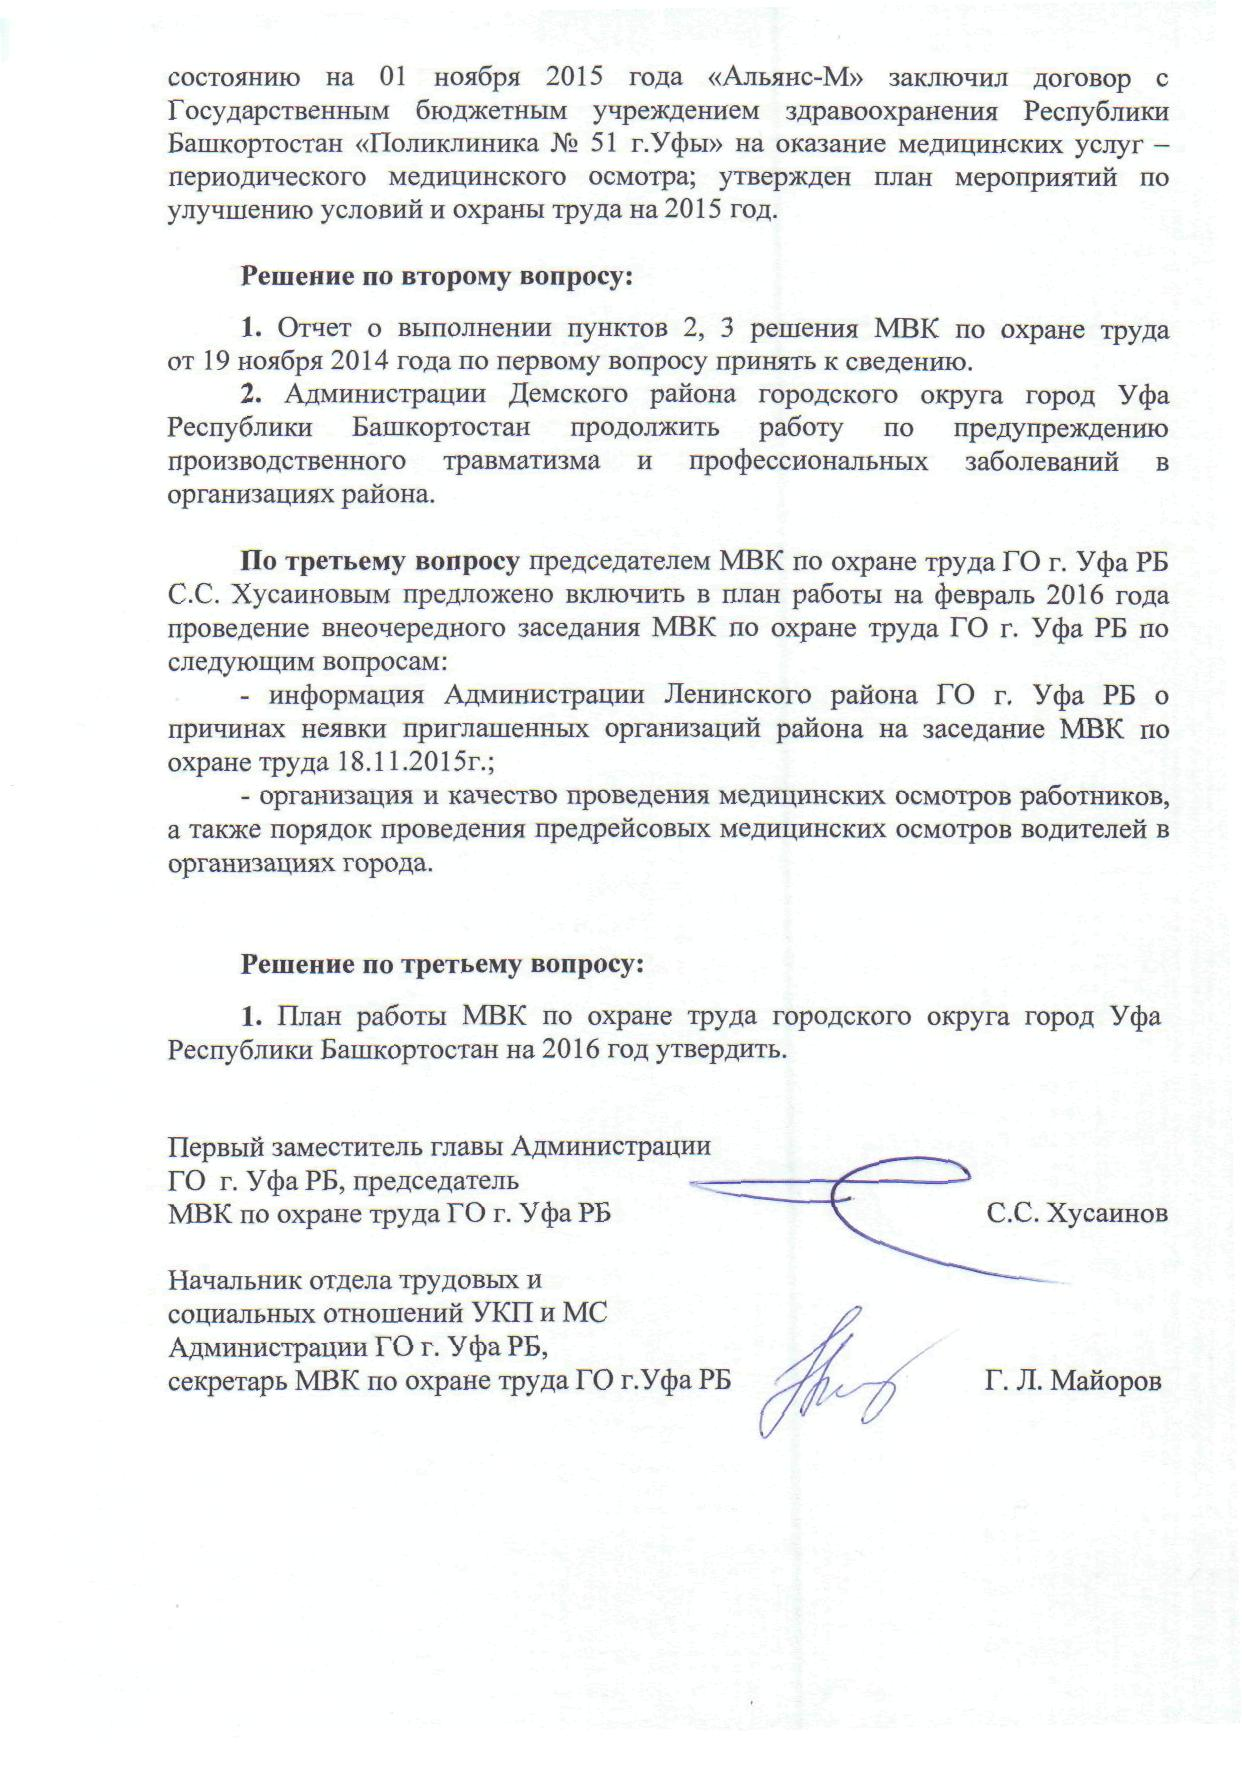 состоянию на 01 ноября 2015 года «Альянс-М» заключил договор с
Государственным бюджетным учреждением здравоохранения Республики
Башкортостан «Поликлиника № 51 г.Уфы» на оказание медицинских услуг –
периодического медицинского осмотра; утвержден план мероприятий по
улучшению условий и охраны труда на 2015 год.
Решение по второму вопросу:
1. Отчет о выполнении пунктов 2, 3 решения МВК по охране труда
от 19 ноября 2014 года по первому вопросу принять к сведению.
2. Администрации Демского района городского округа город Уфа
Республики Башкортостан продолжить работу по предупреждению
производственного травматизма и профессиональных заболеваний в
организациях района.
По третьему вопросу председателем МВК по охране труда ГО г. Уфа РБ
С.С. Хусаиновым предложено включить в план работы на февраль 2016 года
проведение внеочередного заседания МВК по охране труда ГО г. Уфа РБ по
следующим вопросам:
- информация Администрации Ленинского района ГО г. Уфа РБ о
причинах неявки приглашенных организаций района на заседание МВК по
охране труда 18.11.2015г.;
- организация и качество проведения медицинских осмотров работников,
а также порядок проведения предрейсовых медицинских осмотров водителей в
организациях города.
Решение по третьему вопросу:
1. План работы МВК по охране труда городского округа город Уфа
Республики Башкортостан на 2016 год утвердить.
Первый заместитель главы Администрации
ГО г. Уфа РБ, председатель
МВК по охране труда ГО г. Уфа РБ С.С. Хусаинов
Начальник отдела трудовых и
социальных отношений УКП и МС
Администрации ГО г. Уфа РБ,
секретарь МВК по охране труда ГО г.Уфа РБ Г. Л. Майоров